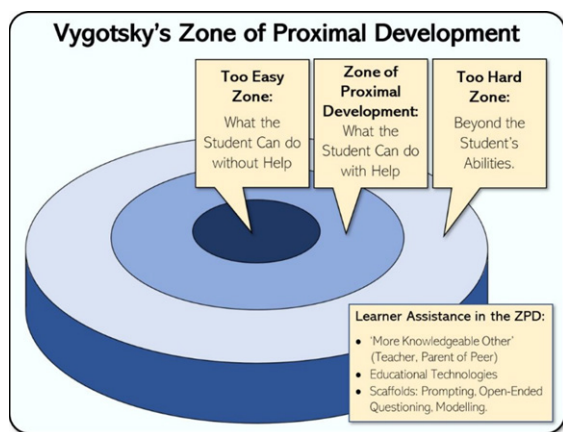 Vygotsky's Zone of Proximal Development
Too Easy
Zone:
What the
Student Can do
without Help
Zone of
Proximal
Development:
What the
Student Can do
with Help
Too Hard
Zone:
Beyond the
Student's
Abilities.
Learner Assistance in the ZPD:
• 'More Knowledgeable Other'
(Teacher, Parent of Peer)
• Educational Technologies
• Scaffolds: Prompting, Open-Ended
Questioning, Modelling.